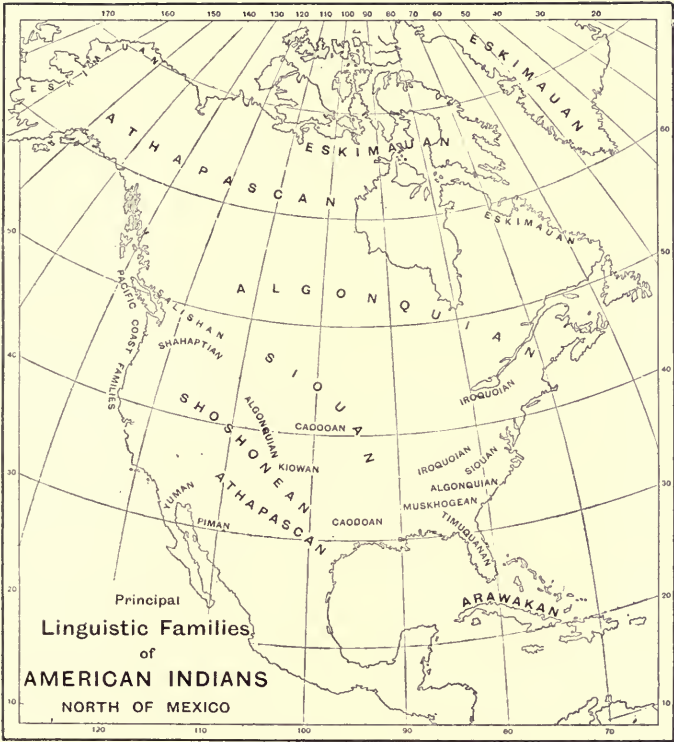 170 160 150 140 130 120 110 100 90 80 70 60 50 40 30 20
ESKIMAUAN
ESKIMAUAN
ATHAPASCAN
ESKIMAUAN
60
ESKIMAUAN
50
50
ALGONQUIAN
PACIFIC COAST FAMILIES
SALISHAN
SHAHAPTIAN
40
40
SIOUAN
IROQUOIAN
SHOSHONEAN
ALGONQUIAN
CADDOAN
KIOWAN
IROQUOIAN
SIOUAN
30
30
ALGONQUIAN
ATHAPASCAN
YUMAN
MUSKHOGEAN
PIMAN
CADDOAN
TIMUQUANAN
20
20
ARAWAKAN
Principal
Linguistic Families
of
AMERICAN INDIANS
NORTH OF MEXICO
10
10
120 110 100 90 80 70